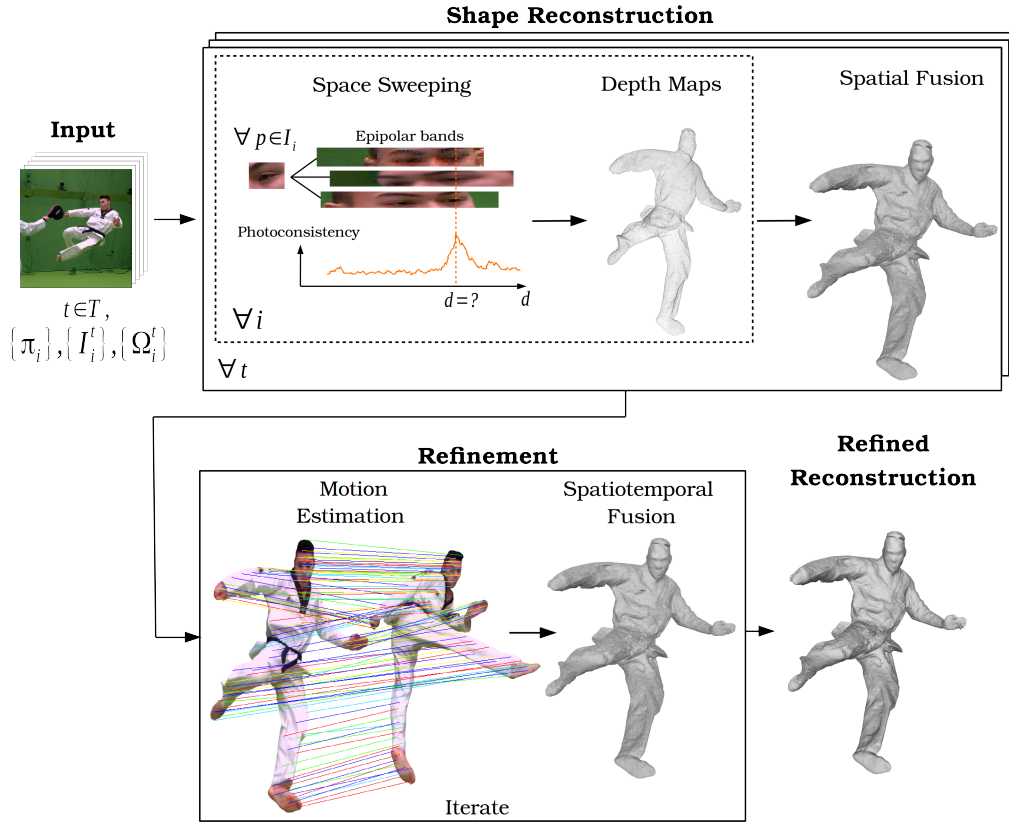 Shape Reconstruction
Input
Space Sweeping
Depth Maps
Spatial Fusion
∀ p∈I_i
Epipolar bands
Photoconsistency
d=?
d
∀ i
∀ t
t∈T ,
{π_i},{I_i^t},{Ω_i^t}
Refinement
Motion
Estimation
Spatiotemporal
Fusion
Iterate
Refined
Reconstruction